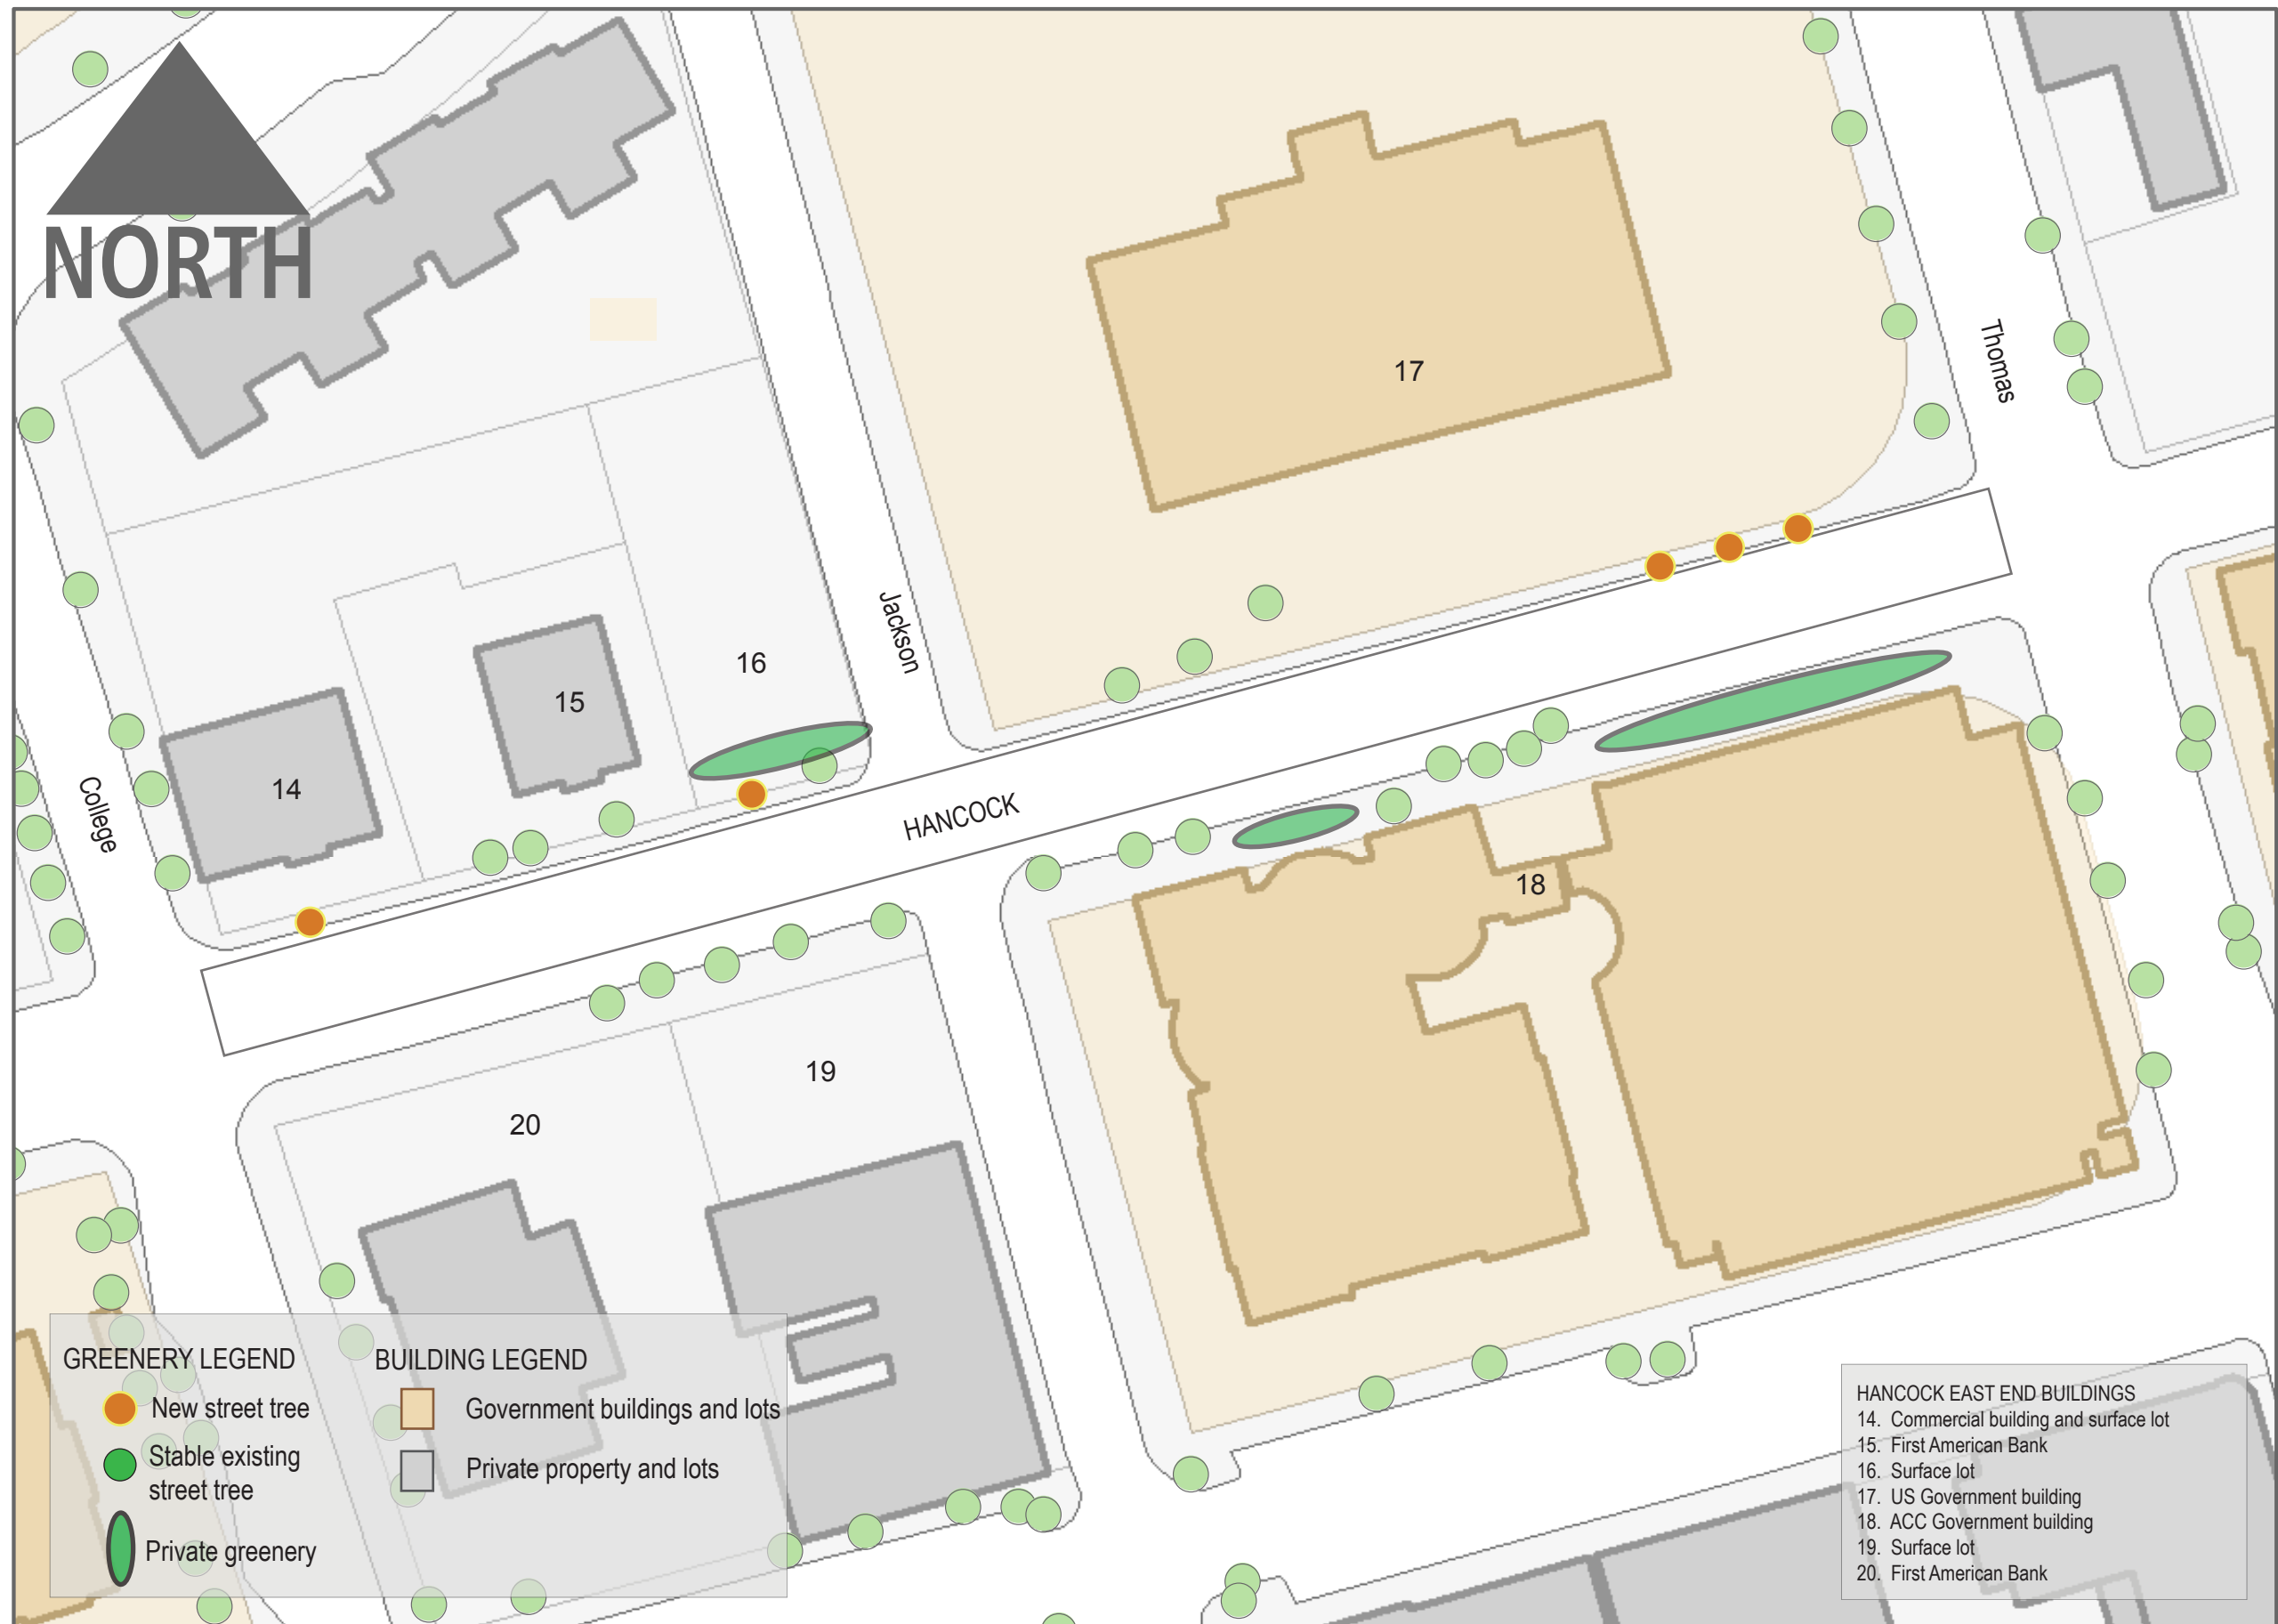 NORTH
17
Thomas
Jackson
16
15
14
College
HANCOCK
18
19
20
GREENERY LEGEND
New street tree
Stable existing
street tree
Private greenery
BUILDING LEGEND
Government buildings and lots
Private property and lots
HANCOCK EAST END BUILDINGS
14. Commercial building and surface lot
15. First American Bank
16. Surface lot
17. US Government building
18. ACC Government building
19. Surface lot
20. First American Bank